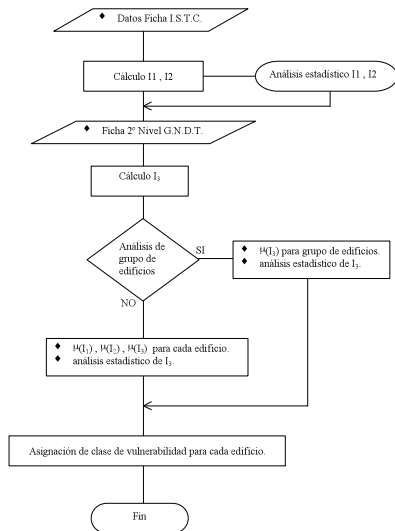 ♦ Datos Ficha I.S.T.C.
Cálculo I1 , I2
Análisis estadístico I1 , I2
♦ Ficha 2º Nivel G.N.D.T.
Cálculo I₃
Análisis de
grupo de
edificios
SI
♦ µ(I₃) para grupo de edificios.
♦ análisis estadístico de I₃.
NO
♦ µ(I₁) , µ(I₂) , µ(I₃) para cada edificio.
♦ análisis estadístico de I₃.
Asignación de clase de vulnerabilidad para cada edificio.
Fin